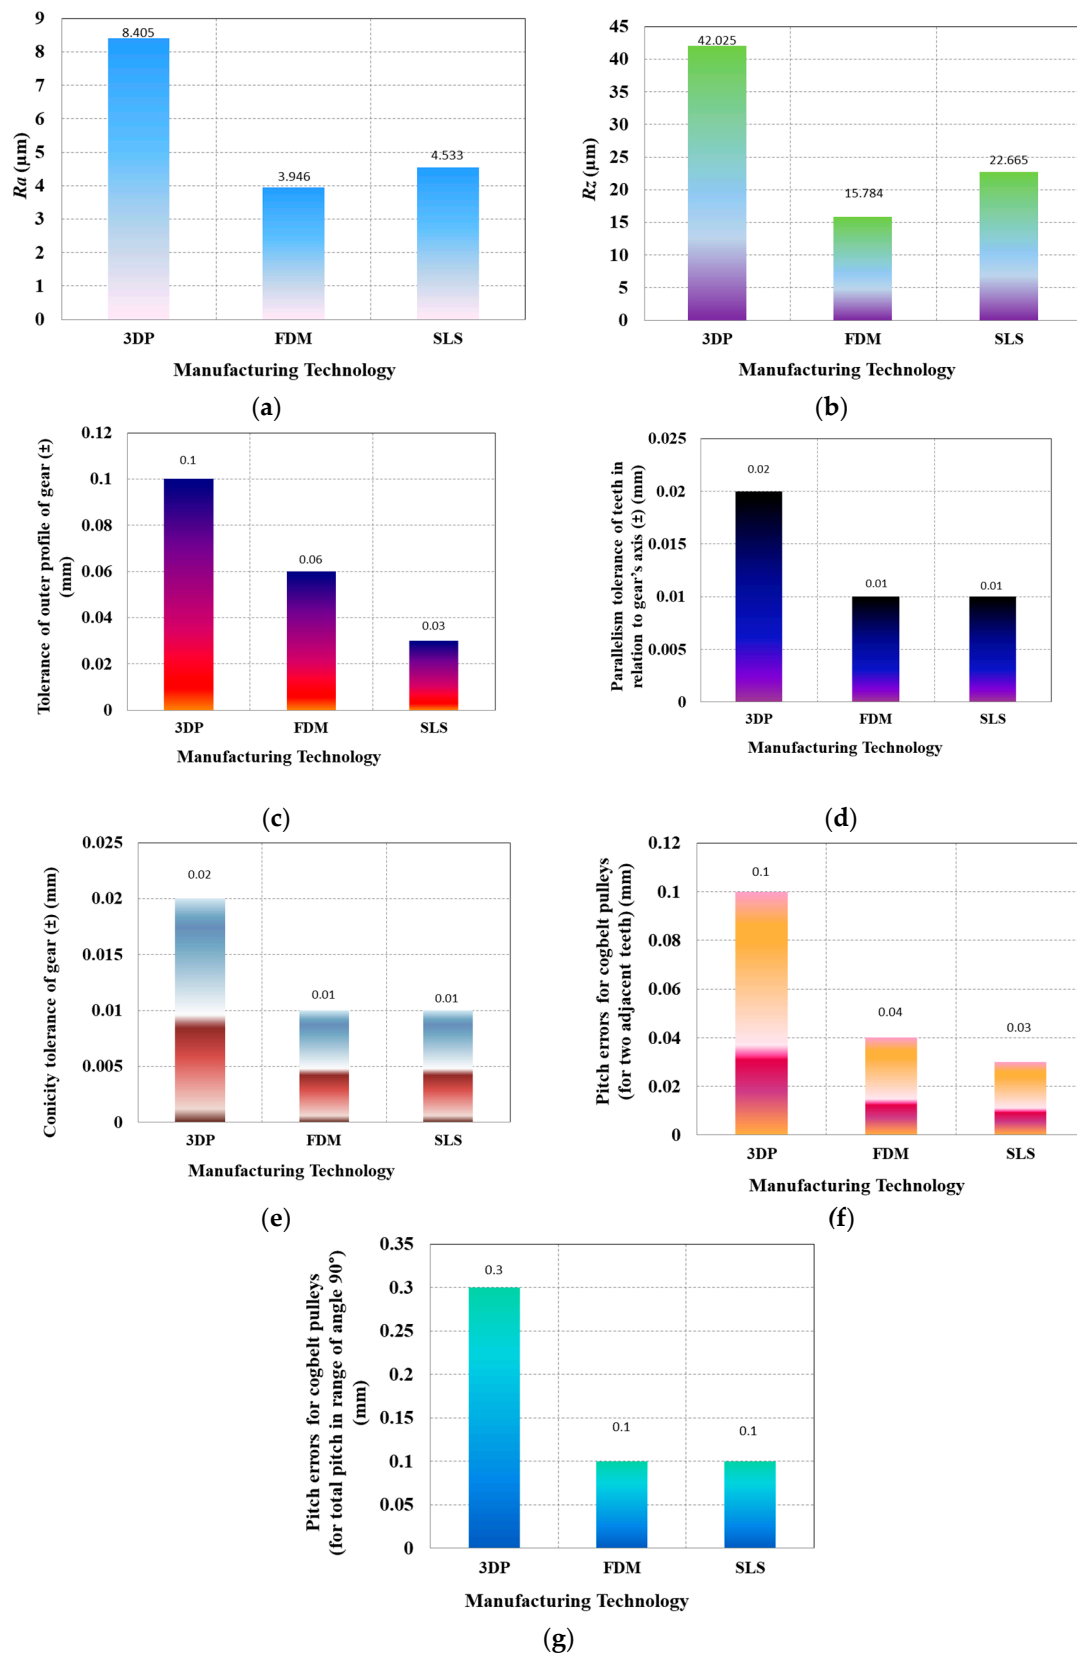 9
8
7
6
5
4
3
2
1
0
Ra (µm)
8.405
3.946
4.533
3DP FDM SLS
Manufacturing Technology
(a)
45
40
35
30
25
20
15
10
5
0
Rz (µm)
42.025
15.784
22.665
3DP FDM SLS
Manufacturing Technology
(b)
0.12
0.1
0.08
0.06
0.04
0.02
0
Tolerance of outer profile of gear (±)
(mm)
0.1
0.06
0.03
3DP FDM SLS
Manufacturing Technology
(c)
0.025
0.02
0.015
0.01
0.005
0
Parallelism tolerance of teeth in
relation to gear's axis (±) (mm)
0.02
0.01
0.01
3DP FDM SLS
Manufacturing Technology
(d)
0.025
0.02
0.015
0.01
0.005
0
Conicity tolerance of gear (±) (mm)
0.02
0.01
0.01
3DP FDM SLS
Manufacturing Technology
(e)
0.12
0.1
0.08
0.06
0.04
0.02
0
Pitch errors for cogbelt pulleys
(for two adjacent teeth) (mm)
0.1
0.04
0.03
3DP FDM SLS
Manufacturing Technology
(f)
0.35
0.3
0.25
0.2
0.15
0.1
0.05
0
Pitch errors for cogbelt pulleys
(for total pitch in range of angle 90°)
(mm)
0.3
0.1
0.1
3DP FDM SLS
Manufacturing Technology
(g)